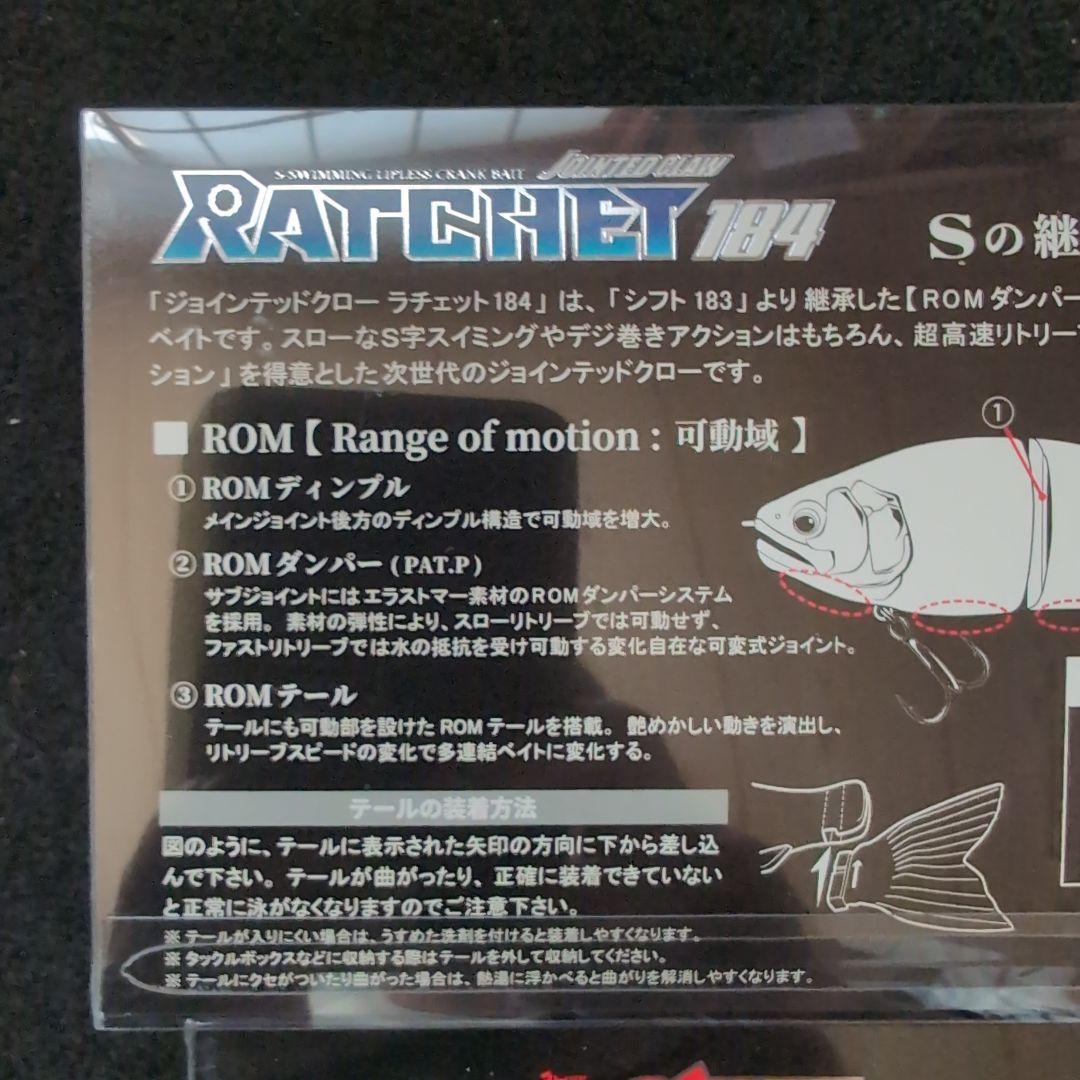 S-SWIMMING LIPLESS CRANK BAIT JOINTED CLAW
RATCHET 184
Sの継
「ジョインテッドクロー ラチェット184」は、「シフト183」より継承した【ROMダンパー
ベイトです。スローなS字スイミングやデジ巻きアクションはもちろん、超高速リトリー
ション」を得意とした次世代のジョインテッドクローです。
■ ROM【 Range of motion : 可動域 】
① ROMディンプル
メインジョイント後方のディンプル構造で可動域を増大。
② ROMダンパー ( PAT.P )
サブジョイントにはエラストマー素材のROMダンパーシステム
を採用。素材の弾性により、スローリトリーブでは可動せず、
ファストリトリーブでは水の抵抗を受け可動する変化自在な可変式ジョイント。
③ ROMテール
テールにも可動部を設けた ROM テールを搭載。艶めかしい動きを演出し、
リトリーブスピードの変化で多連結ベイトに変化する。
①
テールの装着方法
図のように、テールに表示された矢印の方向に下から差し込
んで下さい。テールが曲がったり、正確に装着できていない
と正常に泳がなくなりますのでご注意下さい。
※ テールが入りにくい場合は、うすめた洗剤を付けると装着しやすくなります。
※ タックルボックスなどに収納する際はテールを外して収納してください。
※ テールにクセがついたり曲がった場合は、熱湯に浮かべると曲がりを解消しやすくなります。